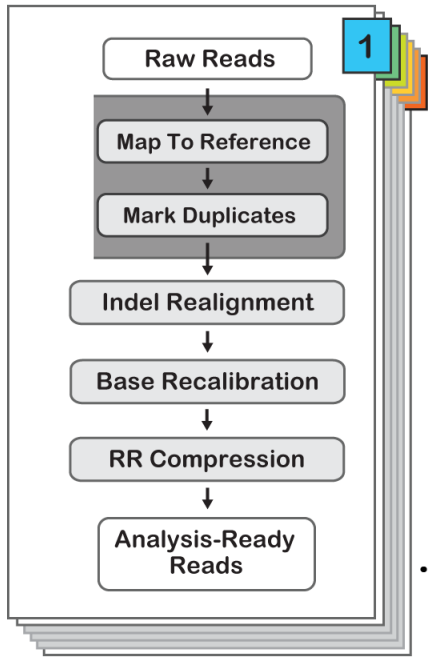 1
Raw Reads
Map To Reference
Mark Duplicates
Indel Realignment
Base Recalibration
RR Compression
Analysis-Ready
Reads
.